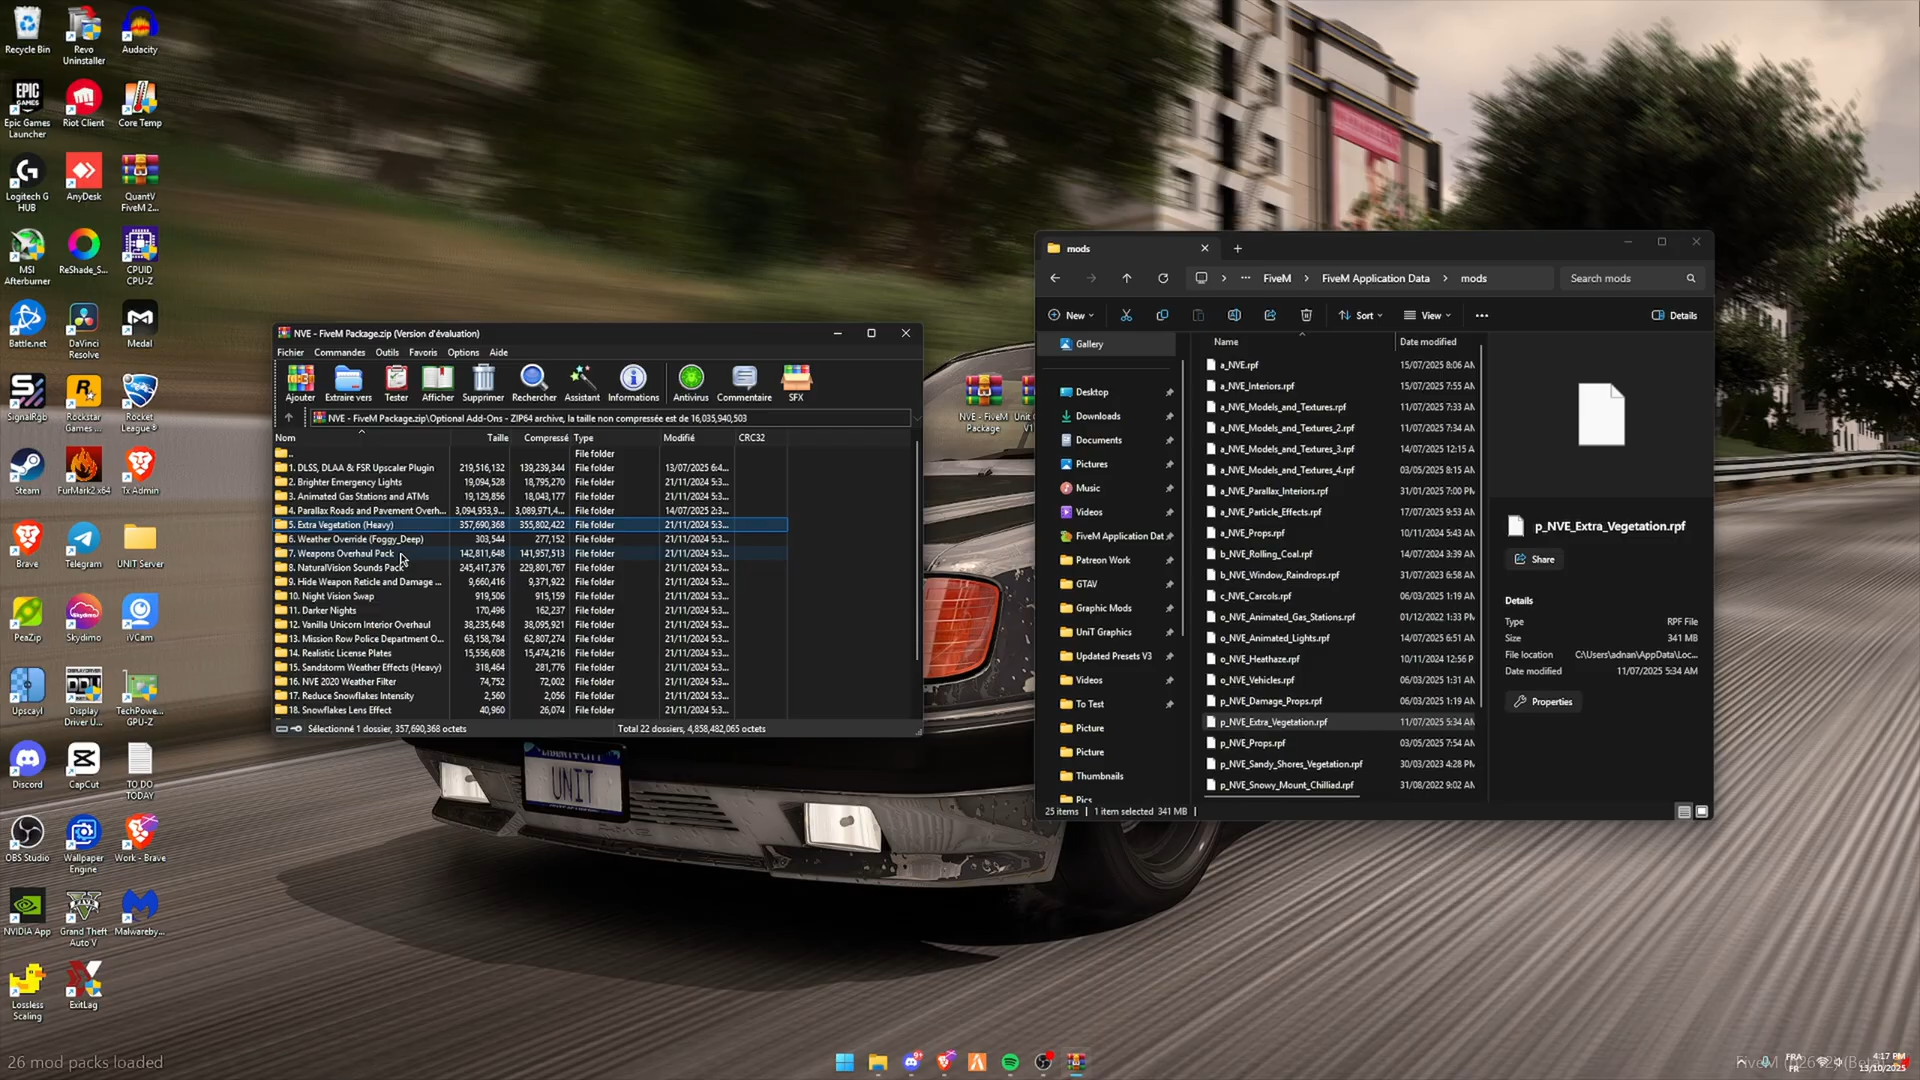 Recycle Bin
Revo
Uninstaller
Audacity
Epic Games
Launcher
Riot Client
Core Temp
Logitech G
HUB
AnyDesk
QuantV
FiveM 2...
MSI
Afterburner
ReShade_S...
CPUID
CPU-Z
Battle.net
DaVinci
Resolve
Medal
SignalRgb
Rockstar
Games ...
Rocket
League ®
Steam
FurMark2 x64
Tx Admin
Brave
Telegram
UNIT Server
PeaZip
Skydimo
iVCam
Upscayl
Display
Driver U...
TechPowe...
GPU-Z
Discord
CapCut
TO DO
TODAY
OBS Studio
Wallpaper
Engine
Work - Brave
NVIDIA App
Grand Theft
Auto V
Malwareby...
Lossless
Scaling
ExitLag
26 mod packs loaded
NVE - FiveM Package.zip (Version d'évaluation)
Fichier Commandes Outils Favoris Options Aide
Ajouter Extraire vers Tester Afficher Supprimer Rechercher Assistant Informations Antivirus Commentaire SFX
NVE - FiveM Package.zip\Optional Add-Ons - ZIP64 archive, la taille non compressée est de 16,035,940,503
Nom Taille Compressé Type Modifié CRC32
.. File folder
1. DLSS, DLAA & FSR Upscaler Plugin 219,516,132 139,239,344 File folder 13/07/2025 6:4...
2. Brighter Emergency Lights 19,094,528 18,795,270 File folder 21/11/2024 5:3...
3. Animated Gas Stations and ATMs 19,129,856 18,043,177 File folder 21/11/2024 5:3...
4. Parallax Roads and Pavement Overh... 3,094,953,9... 3,089,971,4... File folder 14/07/2025 2:3...
5. Extra Vegetation (Heavy) 357,690,368 355,802,422 File folder 21/11/2024 5:3...
6. Weather Override (Foggy_Deep) 303,544 277,152 File folder 21/11/2024 5:3...
7. Weapons Overhaul Pack 142,811,648 141,957,513 File folder 21/11/2024 5:3...
8. NaturalVision Sounds Pack 245,417,376 229,801,767 File folder 21/11/2024 5:3...
9. Hide Weapon Reticle and Damage ... 9,660,416 9,371,922 File folder 21/11/2024 5:3...
10. Night Vision Swap 919,506 915,159 File folder 21/11/2024 5:3...
11. Darker Nights 170,496 162,237 File folder 21/11/2024 5:3...
12. Vanilla Unicorn Interior Overhaul 38,235,648 38,095,921 File folder 21/11/2024 5:3...
13. Mission Row Police Department O... 63,158,784 62,807,274 File folder 21/11/2024 5:3...
14. Realistic License Plates 15,556,608 15,474,216 File folder 21/11/2024 5:3...
15. Sandstorm Weather Effects (Heavy) 318,464 281,776 File folder 21/11/2024 5:3...
16. NVE 2020 Weather Filter 74,752 72,002 File folder 21/11/2024 5:3...
17. Reduce Snowflakes Intensity 2,560 2,056 File folder 21/11/2024 5:3...
18. Snowflakes Lens Effect 40,960 26,074 File folder 21/11/2024 5:3...
Sélectionné 1 dossier, 357,690,368 octets Total 22 dossiers, 4,858,482,065 octets
UNIT
NVE - FiveM
Package
mods
FiveM FiveM Application Data mods Search mods
New Sort View Details
Gallery
Desktop
Downloads
Documents
Pictures
Music
Videos
FiveM Application Dat
Patreon Work
GTAV
Graphic Mods
UniT Graphics
Updated Presets V3
Videos
To Test
Picture
Picture
Thumbnails
Pics
Name Date modified
a_NVE.rpf 15/07/2025 8:06 AM
a_NVE_Interiors.rpf 15/07/2025 7:55 AM
a_NVE_Models_and_Textures.rpf 11/07/2025 7:33 AM
a_NVE_Models_and_Textures_2.rpf 11/07/2025 7:34 AM
a_NVE_Models_and_Textures_3.rpf 14/07/2025 12:15 A
a_NVE_Models_and_Textures_4.rpf 03/05/2025 8:15 AM
a_NVE_Parallax_Interiors.rpf 31/01/2025 7:00 PM
a_NVE_Particle_Effects.rpf 17/07/2025 9:53 AM
a_NVE_Props.rpf 10/11/2024 5:43 AM
b_NVE_Rolling_Coal.rpf 14/07/2024 3:39 AM
b_NVE_Window_Raindrops.rpf 31/07/2023 6:58 AM
c_NVE_Carcols.rpf 06/03/2025 1:19 AM
o_NVE_Animated_Gas_Stations.rpf 01/12/2022 1:33 PM
o_NVE_Animated_Lights.rpf 14/07/2025 6:51 AM
o_NVE_Heathaze.rpf 10/11/2024 12:56 P
o_NVE_Vehicles.rpf 06/03/2025 1:31 AM
p_NVE_Damage_Props.rpf 06/03/2025 1:19 AM
p_NVE_Extra_Vegetation.rpf 11/07/2025 5:34 AM
p_NVE_Props.rpf 03/05/2025 7:54 AM
p_NVE_Sandy_Shores_Vegetation.rpf 30/03/2023 4:28 PM
p_NVE_Snowy_Mount_Chilliad.rpf 31/08/2022 9:02 AM
25 items 1 item selected 341 MB
p_NVE_Extra_Vegetation.rpf
Share
Details
Type RPF File
Size 341 MB
File location C:\Users\adnan\AppData\Loc...
Date modified 11/07/2025 5:34 AM
Properties
FRA
FR
4:17 PM
13/10/2025